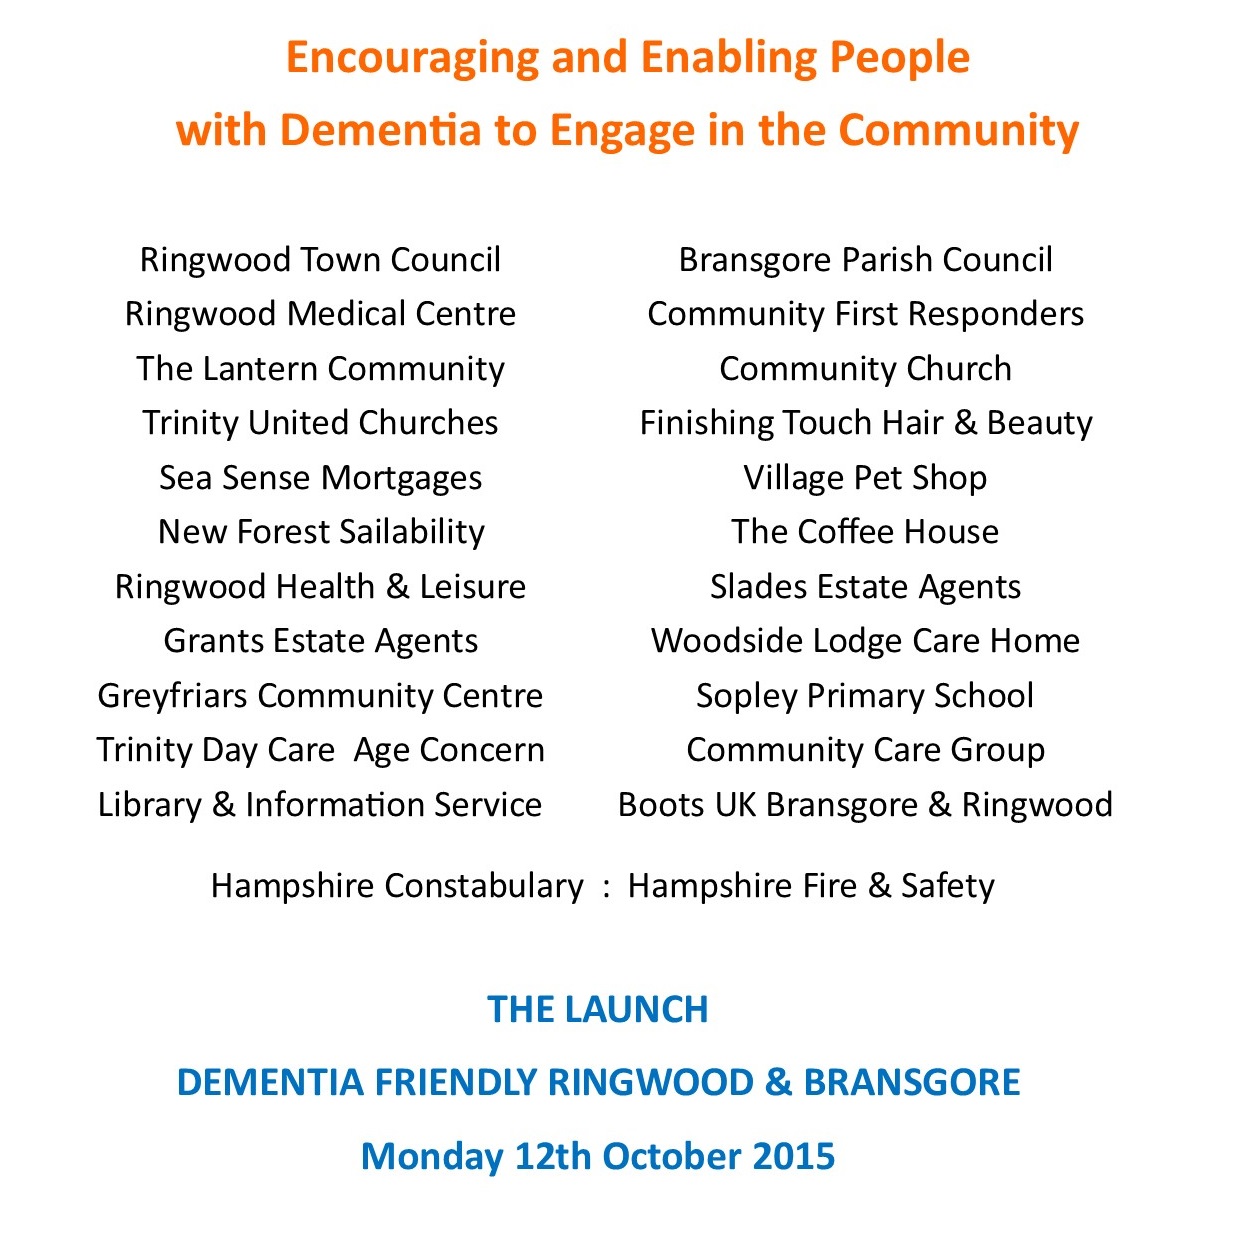 Encouraging and Enabling People
with Dementia to Engage in the Community
Ringwood Town Council
Ringwood Medical Centre
The Lantern Community
Trinity United Churches
Sea Sense Mortgages
New Forest Sailability
Ringwood Health & Leisure
Grants Estate Agents
Greyfriars Community Centre
Trinity Day Care  Age Concern
Library & Information Service
Bransgore Parish Council
Community First Responders
Community Church
Finishing Touch Hair & Beauty
Village Pet Shop
The Coffee House
Slades Estate Agents
Woodside Lodge Care Home
Sopley Primary School
Community Care Group
Boots UK Bransgore & Ringwood
Hampshire Constabulary  :  Hampshire Fire & Safety
THE LAUNCH
DEMENTIA FRIENDLY RINGWOOD & BRANSGORE
Monday 12th October 2015